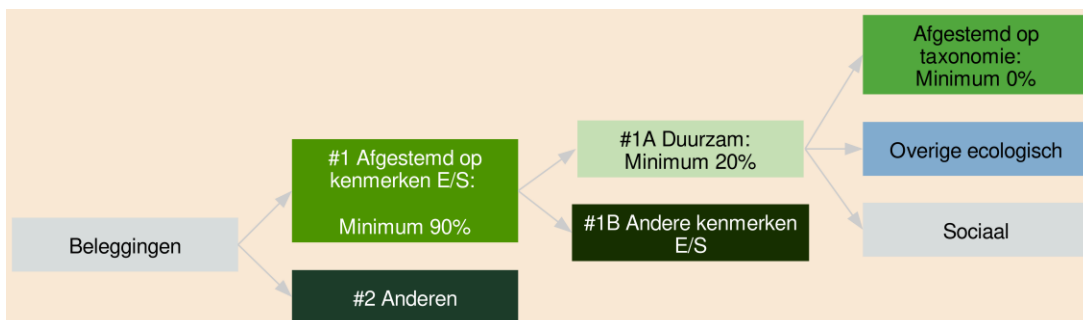 Beleggingen
#1 Afgestemd op
kenmerken E/S:
Minimum 90%
#2 Anderen
#1A Duurzam:
Minimum 20%
#1B Andere kenmerken
E/S
Afgestemd op
taxonomie:
Minimum 0%
Overige ecologisch
Sociaal